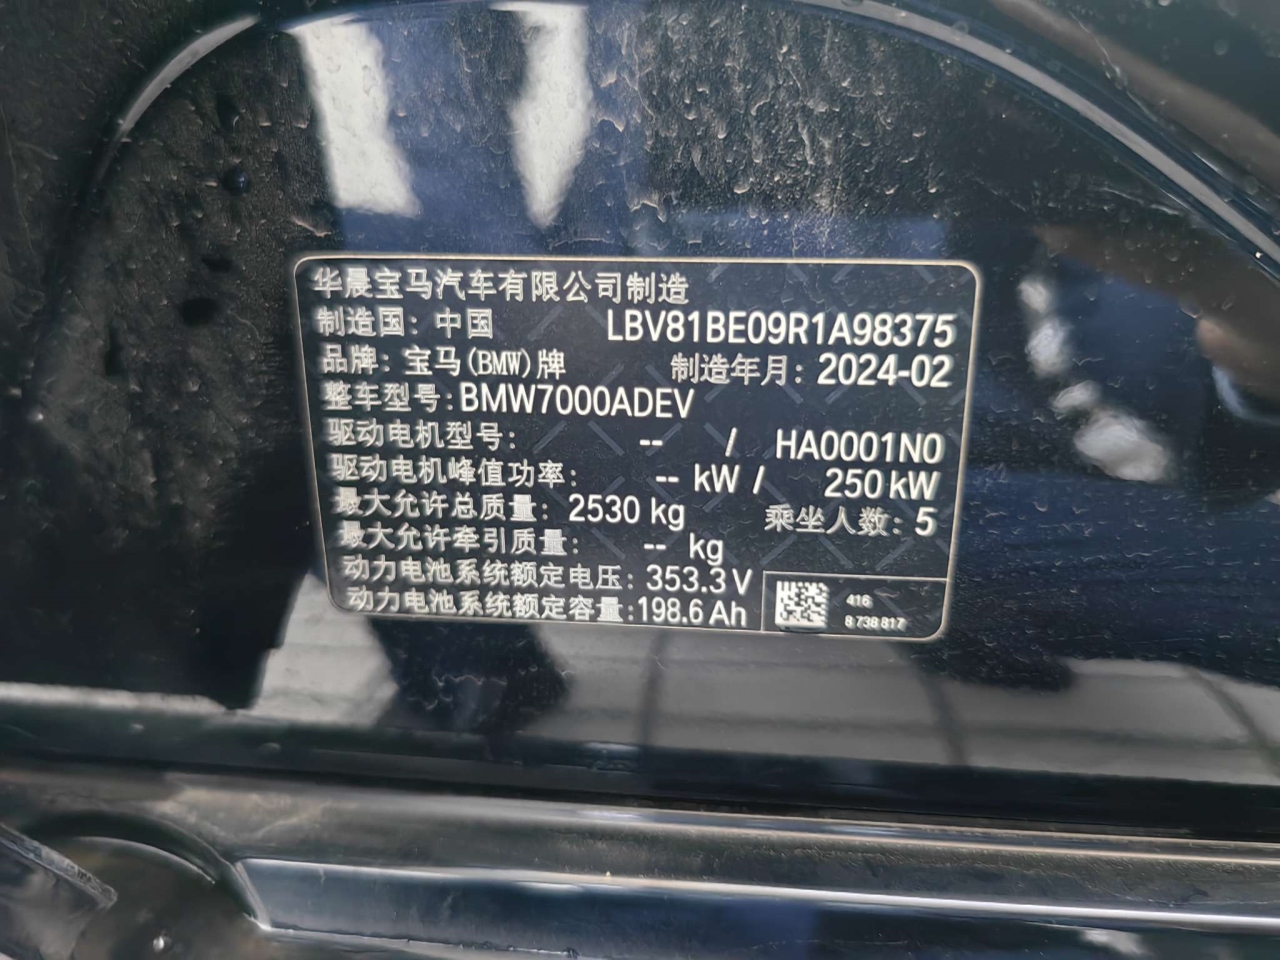 华晨宝马汽车有限公司制造
制造国：中国 LBV81BE09R1A98375
品牌：宝马(BMW)牌 制造年月：2024-02
整车型号:BMW7000ADEV
驱动电机型号： -- / HA0001N0
驱动电机峰值功率： -- kW / 250 kW
最大允许总质量：2530 kg 乘坐人数：5
最大允许牵引质量： -- kg
动力电池系统额定电压：353.3 V
动力电池系统额定容量:198.6 Ah
416
8 738 817